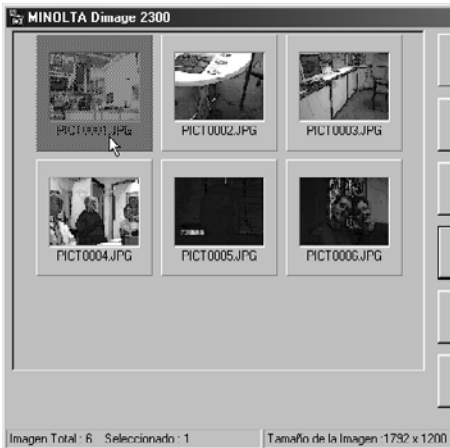 MINOLTA Dimage 2300
PICT0001.JPG
PICT0002.JPG
PICT0003.JPG
PICT0004.JPG
PICT0005.JPG
PICT0006.JPG
Imagen Total : 6 Seleccionado : 1
Tamaño de la Imagen :1792 x 1200